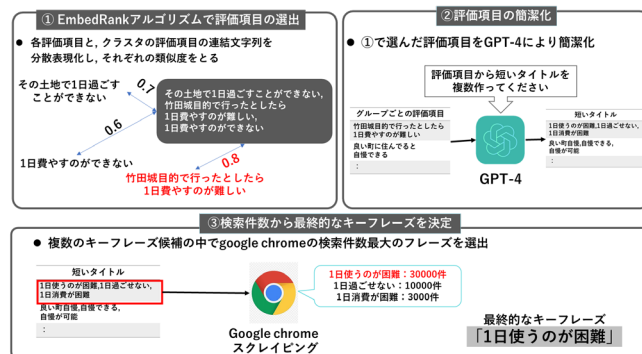 ① EmbedRankアルゴリズムで評価項目の選出
● 各評価項目と, クラスタの評価項目の連結文字列を
分散表現化し, それぞれの類似度をとる
その土地で1日過ごす
ことができない
0.7
その土地で1日過ごすことができない,
竹田城目的で行ったとしたら
1日費やすのが難しい,
1日費やすのができない
0.6
1日費やすのができない
0.8
竹田城目的で行ったとしたら
1日費やすのが難しい
②評価項目の簡潔化
● ①で選んだ評価項目をGPT-4により簡潔化
評価項目から短いタイトルを
複数作ってください
グループごとの評価項目
竹田城目的で行ったとしたら
1日費やすのが難しい
良い町に住んでると
自慢できる
:
GPT-4
短いタイトル
1日使うのが困難,1日過ごせない,
1日消費が困難
良い町自慢,自慢できる,
自慢が可能
:
③検索件数から最終的なキーフレーズを決定
● 複数のキーフレーズ候補の中でgoogle chromeの検索件数最大のフレーズを選出
短いタイトル
1日使うのが困難,1日過ごせない,
1日消費が困難
良い町自慢,自慢できる,
自慢が可能
:
Google chrome
スクレイピング
1日使うのが困難：30000件
1日過ごせない：10000件
1日消費が困難：3000件
最終的なキーフレーズ
「1日使うのが困難」